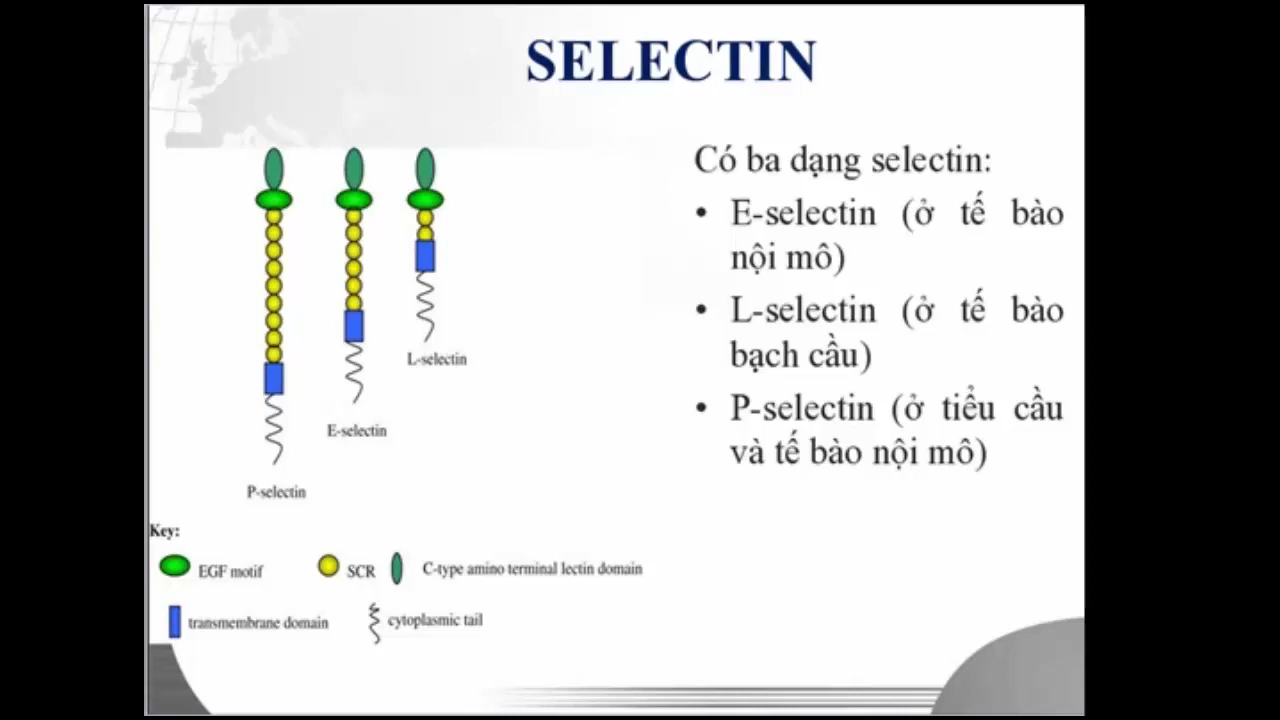 SELECTIN
Có ba dạng selectin:
• E-selectin (ở tế bào
nội mô)
• L-selectin (ở tế bào
bạch cầu)
• P-selectin (ở tiểu cầu
và tế bào nội mô)
L-selectin
E-selectin
P-selectin
Key:
EGF motif
SCR
C-type amino terminal lectin domain
transmembrane domain
cytoplasmic tail